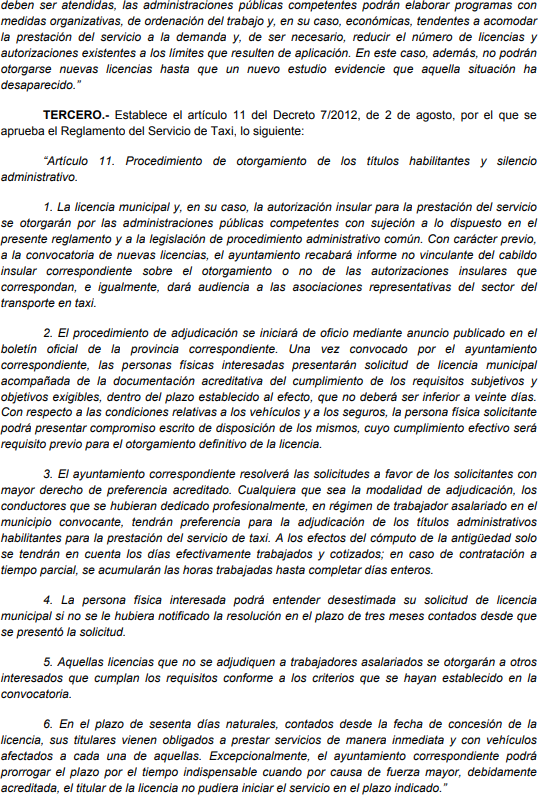 deben ser atendidas, las administraciones públicas competentes podrán elaborar programas con
medidas organizativas, de ordenación del trabajo y, en su caso, económicas, tendentes a acomodar
la prestación del servicio a la demanda y, de ser necesario, reducir el número de licencias y
autorizaciones existentes a los límites que resulten de aplicación. En este caso, además, no podrán
otorgarse nuevas licencias hasta que un nuevo estudio evidencie que aquella situación ha
desaparecido.”
TERCERO.- Establece el artículo 11 del Decreto 7/2012, de 2 de agosto, por el que se
aprueba el Reglamento del Servicio de Taxi, lo siguiente:
“Artículo 11. Procedimiento de otorgamiento de los títulos habilitantes y silencio
administrativo.
1. La licencia municipal y, en su caso, la autorización insular para la prestación del servicio
se otorgarán por las administraciones públicas competentes con sujeción a lo dispuesto en el
presente reglamento y a la legislación de procedimiento administrativo común. Con carácter previo,
a la convocatoria de nuevas licencias, el ayuntamiento recabará informe no vinculante del cabildo
insular correspondiente sobre el otorgamiento o no de las autorizaciones insulares que
correspondan, e igualmente, dará audiencia a las asociaciones representativas del sector del
transporte en taxi.
2. El procedimiento de adjudicación se iniciará de oficio mediante anuncio publicado en el
boletín oficial de la provincia correspondiente. Una vez convocado por el ayuntamiento
correspondiente, las personas físicas interesadas presentarán solicitud de licencia municipal
acompañada de la documentación acreditativa del cumplimiento de los requisitos subjetivos y
objetivos exigibles, dentro del plazo establecido al efecto, que no deberá ser inferior a veinte días.
Con respecto a las condiciones relativas a los vehículos y a los seguros, la persona física solicitante
podrá presentar compromiso escrito de disposición de los mismos, cuyo cumplimiento efectivo será
requisito previo para el otorgamiento definitivo de la licencia.
3. El ayuntamiento correspondiente resolverá las solicitudes a favor de los solicitantes con
mayor derecho de preferencia acreditado. Cualquiera que sea la modalidad de adjudicación, los
conductores que se hubieran dedicado profesionalmente, en régimen de trabajador asalariado en el
municipio convocante, tendrán preferencia para la adjudicación de los títulos administrativos
habilitantes para la prestación del servicio de taxi. A los efectos del cómputo de la antigüedad solo
se tendrán en cuenta los días efectivamente trabajados y cotizados; en caso de contratación a
tiempo parcial, se acumularán las horas trabajadas hasta completar días enteros.
4. La persona física interesada podrá entender desestimada su solicitud de licencia
municipal si no se le hubiera notificado la resolución en el plazo de tres meses contados desde que
se presentó la solicitud.
5. Aquellas licencias que no se adjudiquen a trabajadores asalariados se otorgarán a otros
interesados que cumplan los requisitos conforme a los criterios que se hayan establecido en la
convocatoria.
6. En el plazo de sesenta días naturales, contados desde la fecha de concesión de la
licencia, sus titulares vienen obligados a prestar servicios de manera inmediata y con vehículos
afectados a cada una de aquellas. Excepcionalmente, el ayuntamiento correspondiente podrá
prorrogar el plazo por el tiempo indispensable cuando por causa de fuerza mayor, debidamente
acreditada, el titular de la licencia no pudiera iniciar el servicio en el plazo indicado.”